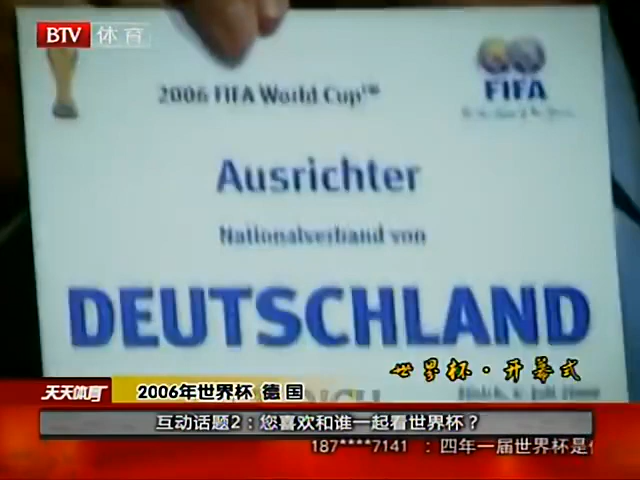 BTV 体育
2006 FIFA World Cup™
FIFA
Ausrichter
Nationalverband von
DEUTSCHLAND
世界杯·开幕式
天天体育
2006年世界杯 德国
互动话题2：您喜欢和谁一起看世界杯？
187****7141 ：四年一届世界杯是